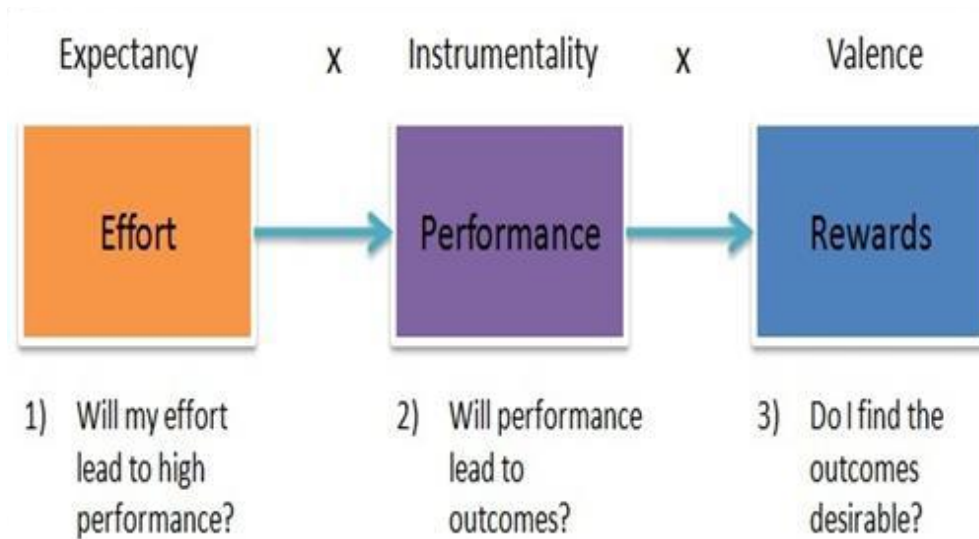 Expectancy x Instrumentality x Valence
Effort
Performance
Rewards
1) Will my effort
lead to high
performance?
2) Will performance
lead to
outcomes?
3) Do I find the
outcomes
desirable?